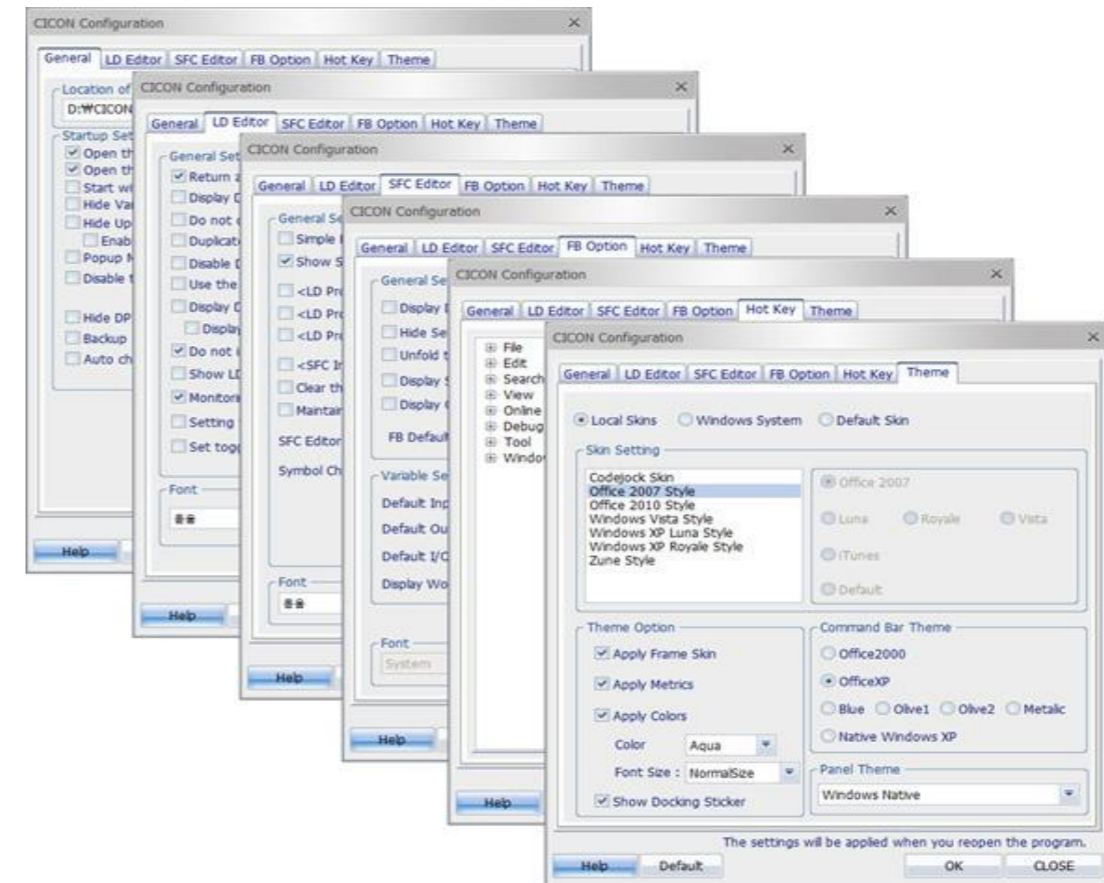 CICON Configuration
General LD Editor SFC Editor FB Option Hot Key Theme
Location of
D:₩CICON
Startup Set
Open th
Open th
Start wi
Hide Var
Hide Up
Enab
Popup M
Disable t
Hide DP
Backup
Auto ch
Help
CICON Configuration
General LD Editor SFC Editor FB Option Hot Key Theme
General Set
Return a
Display D
Do not
Duplicat
Disable D
Use the
Display D
Display
Do not i
Show LD
Monitori
Setting
Set togg
Font
돋움
Help
CICON Configuration
General LD Editor SFC Editor FB Option Hot Key Theme
General Se
Simple
Show S
<LD Pro
<LD Pro
<LD Pro
<SFC In
Clear th
Maintain
SFC Editor
Symbol Ch
Font
돋움
Help
CICON Configuration
General LD Editor SFC Editor FB Option Hot Key Theme
General Se
Display
Hide Se
Unfold t
Display S
Display
FB Default
Variable Se
Default Inp
Default Ou
Default I/O
Display Wo
Font
System
Help
CICON Configuration
General LD Editor SFC Editor FB Option Hot Key Theme
File
Edit
Search
View
Online
Debug
Tool
Window
Help
CICON Configuration
General LD Editor SFC Editor FB Option Hot Key Theme
Local Skins Windows System Default Skin
Skin Setting
Codejock Skin
Office 2007 Style
Office 2010 Style
Windows Vista Style
Windows XP Luna Style
Windows XP Royale Style
Zune Style
Office 2007
Luna Royale Vista
iTunes
Default
Theme Option
Apply Frame Skin
Apply Metrics
Apply Colors
Color Aqua
Font Size : NormalSize
Show Docking Sticker
Command Bar Theme
Office2000
OfficeXP
Blue Olive1 Olive2 Metalic
Native Windows XP
Panel Theme
Windows Native
The settings will be applied when you reopen the program.
Help Default OK CLOSE